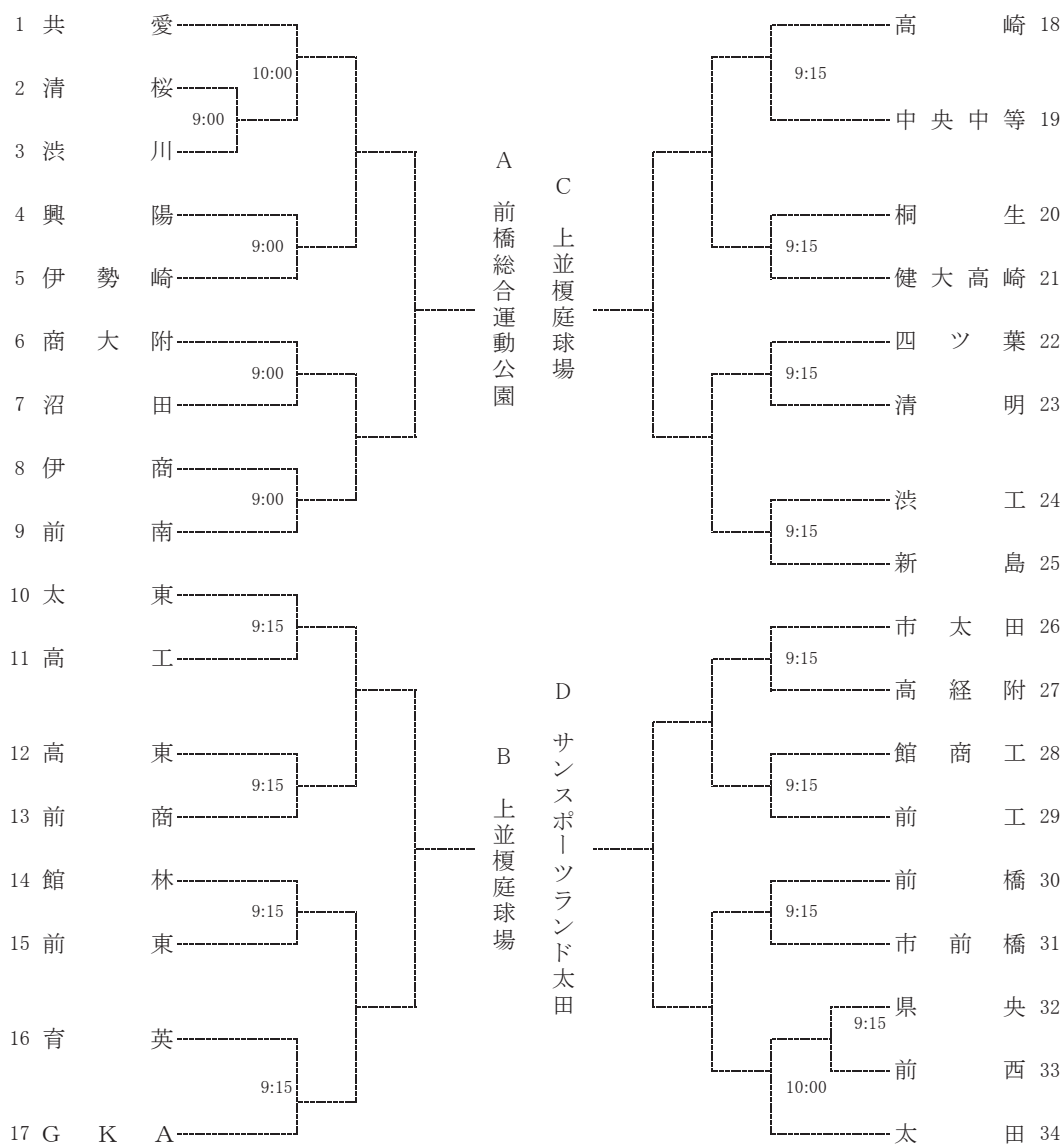 1 共愛
10:00
2 清桜
9:00
3 渋川
4 興陽
9:00
5 伊勢崎
6 商大附
9:00
7 沼田
8 伊商
9:00
9 前南
A 前橋総合運動公園
10 太東
9:15
11 高工
12 高東
9:15
13 前商
14 館林
9:15
15 前東
16 育英
9:15
17 GKA
B 上並榎庭球場
高崎 18
9:15
中央中等 19
桐生 20
9:15
健大高崎 21
四ツ葉 22
9:15
清明 23
渋工 24
9:15
新島 25
C 上並榎庭球場
市太田 26
9:15
高経附 27
館商工 28
9:15
前工 29
前橋 30
9:15
市前橋 31
県央 32
9:15
前西 33
10:00
太田 34
D サンスポーツランド太田